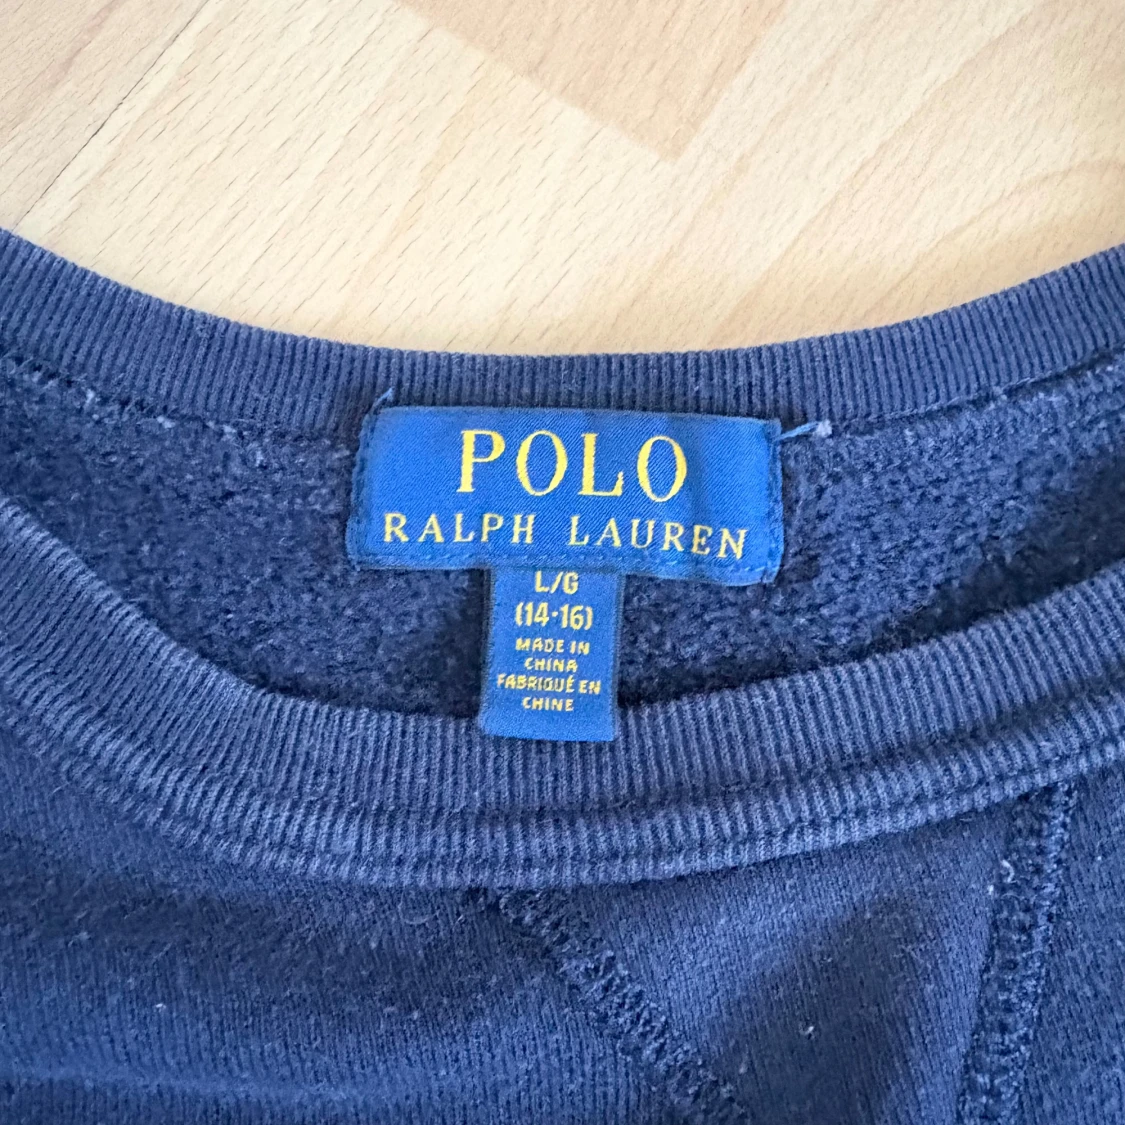 POLO
RALPH LAUREN
L/G
(14-16)
MADE IN
CHINA
FABRIQUÉ EN
CHINE